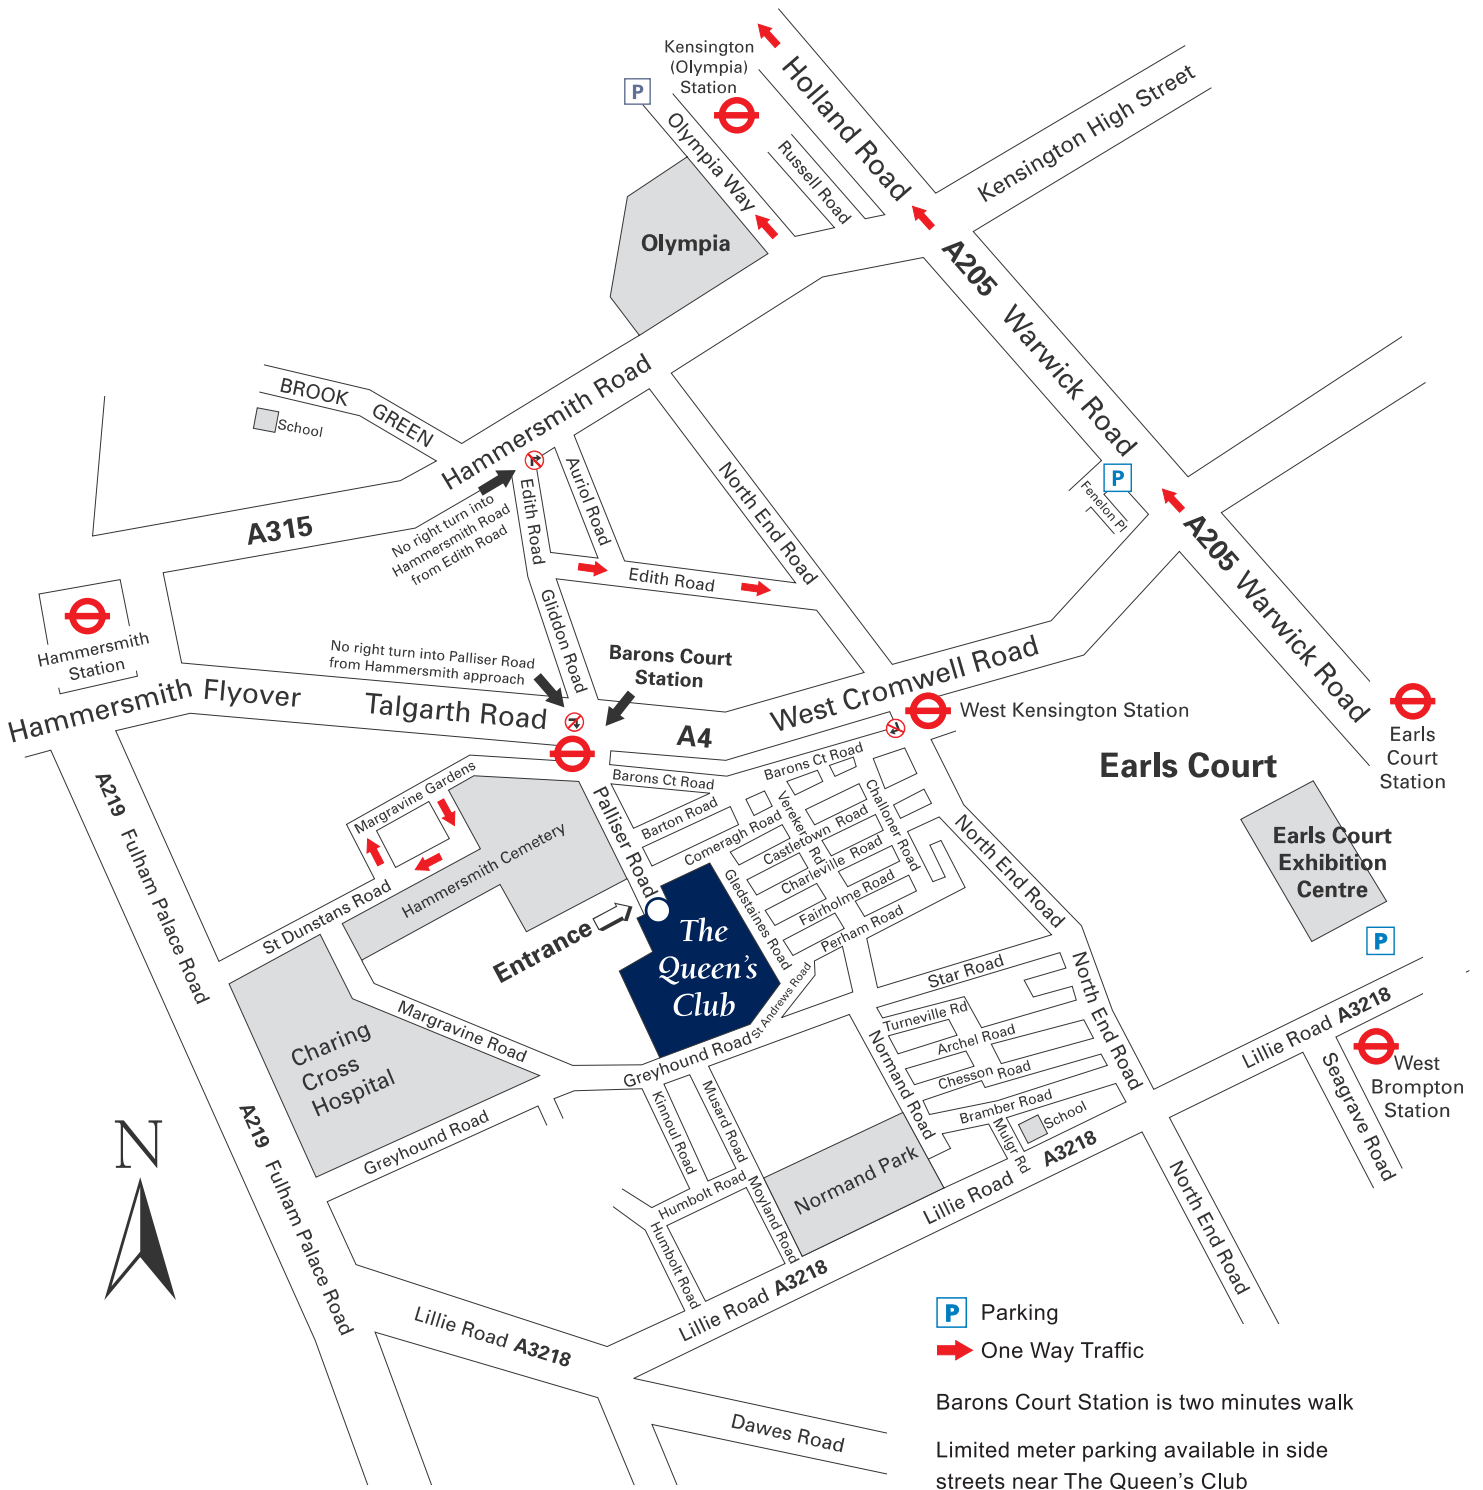 Kensington
(Olympia)
Station
P
Holland Road
Kensington High Street
Olympia Way
Russell Road
Olympia
A205
Warwick Road
BROOK
GREEN
School
Hammersmith Road
A315
No right turn into
Hammersmith Road
from Edith Road
Edith Road
Auriol Road
North End Road
P
Fenelon Pl
A205 Warwick Road
Edith Road
Gliddon Road
Hammersmith
Station
No right turn into Palliser Road
from Hammersmith approach
Barons Court
Station
Hammersmith Flyover
Talgarth Road
A4
West Cromwell Road
West Kensington Station
Earls
Court
Station
Earls Court
Barons Ct Road
Barons Ct Road
Margravine Gardens
A219 Fulham Palace Road
Palliser Road
Barton Road
Comeragh Road
Vereker Rd
Castletown Road
Challoner Road
Charleville Road
Fairholme Road
Perham Road
Gledstaines Road
North End Road
Earls Court
Exhibition
Centre
P
Hammersmith Cemetery
St Dunstans Road
Entrance
The
Queen's
Club
St Andrews Road
Star Road
Turneville Rd
Archel Road
Chesson Road
Bramber Road
School
Mulgr Rd
North End Road
Normand Road
Lillie Road A3218
West
Brompton
Station
Seagrave Road
Margravine Road
Greyhound Road
Charing
Cross
Hospital
Greyhound Road
Kinnoul Road
Musard Road
Humbolt Road
Humbolt Road
Moyland Road
Normand Park
Lillie Road
A3218
North End Road
N
A219 Fulham Palace Road
Lillie Road A3218
Lillie Road A3218
Dawes Road
P Parking
One Way Traffic
Barons Court Station is two minutes walk
Limited meter parking available in side
streets near The Queen's Club